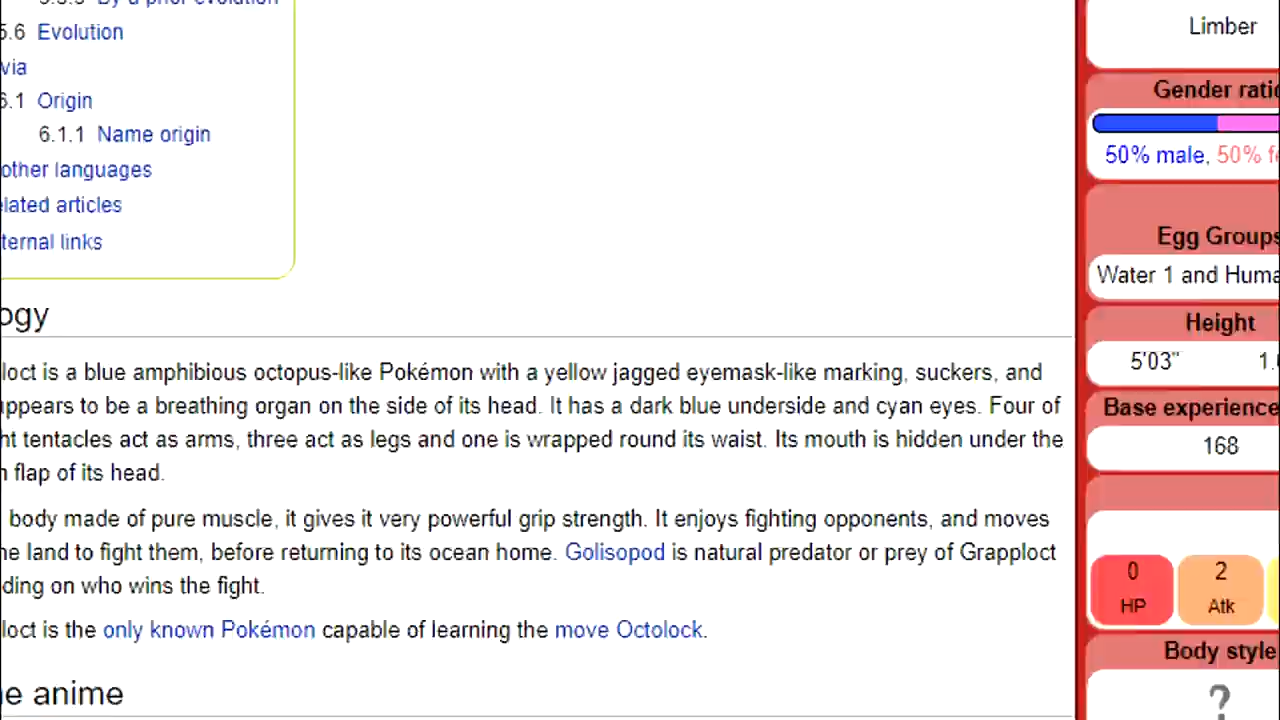 5.6 Evolution
via
6.1 Origin
6.1.1 Name origin
other languages
elated articles
ternal links
ogy
loct is a blue amphibious octopus-like Pokémon with a yellow jagged eyemask-like marking, suckers, and
appears to be a breathing organ on the side of its head. It has a dark blue underside and cyan eyes. Four of
ht tentacles act as arms, three act as legs and one is wrapped round its waist. Its mouth is hidden under the
n flap of its head.
body made of pure muscle, it gives it very powerful grip strength. It enjoys fighting opponents, and moves
he land to fight them, before returning to its ocean home. Golisopod is natural predator or prey of Grapploct
ding on who wins the fight.
loct is the only known Pokémon capable of learning the move Octolock.
e anime
Limber
Gender ratio
50% male, 50% fe
Egg Groups
Water 1 and Huma
Height
5'03" 1.
Base experience
168
0 2
HP Atk
Body style
?